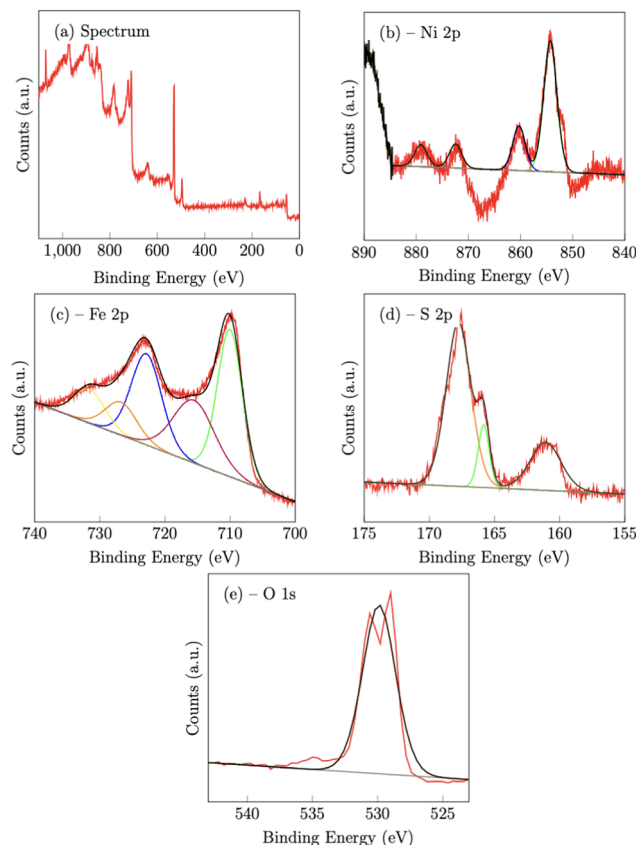 (a) Spectrum
Counts (a.u.)
1,000 800 600 400 200 0
Binding Energy (eV)
(b) – Ni 2p
Counts (a.u.)
890 880 870 860 850 840
Binding Energy (eV)
(c) – Fe 2p
Counts (a.u.)
740 730 720 710 700
Binding Energy (eV)
(d) – S 2p
Counts (a.u.)
175 170 165 160 155
Binding Energy (eV)
(e) – O 1s
Counts (a.u.)
540 535 530 525
Binding Energy (eV)